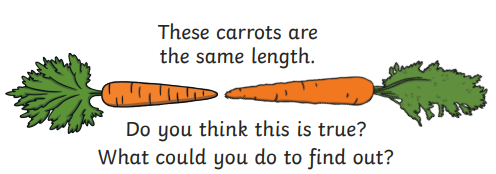 These carrots are
the same length.
Do you think this is true?
What could you do to find out?